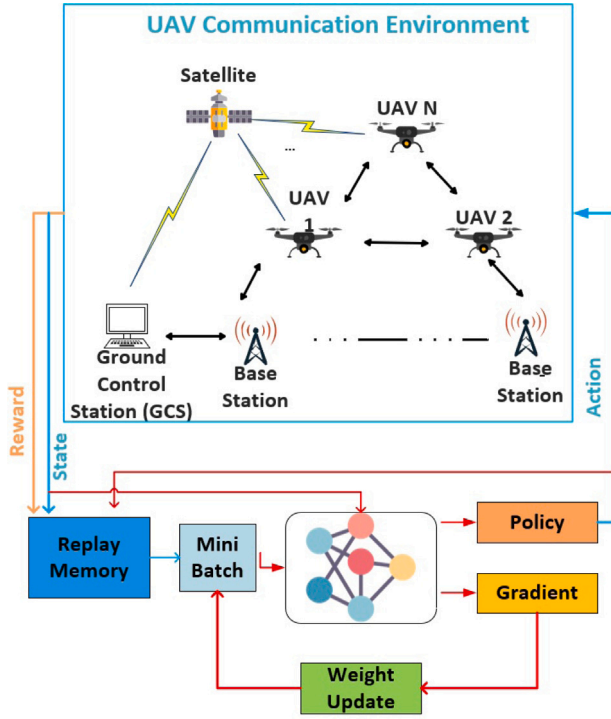 UAV Communication Environment
Satellite
UAV N
...
UAV
1
UAV 2
Ground
Control
Station (GCS)
Base
Station
Base
Station
Reward
State
Action
Replay
Memory
Mini
Batch
Policy
Gradient
Weight
Update